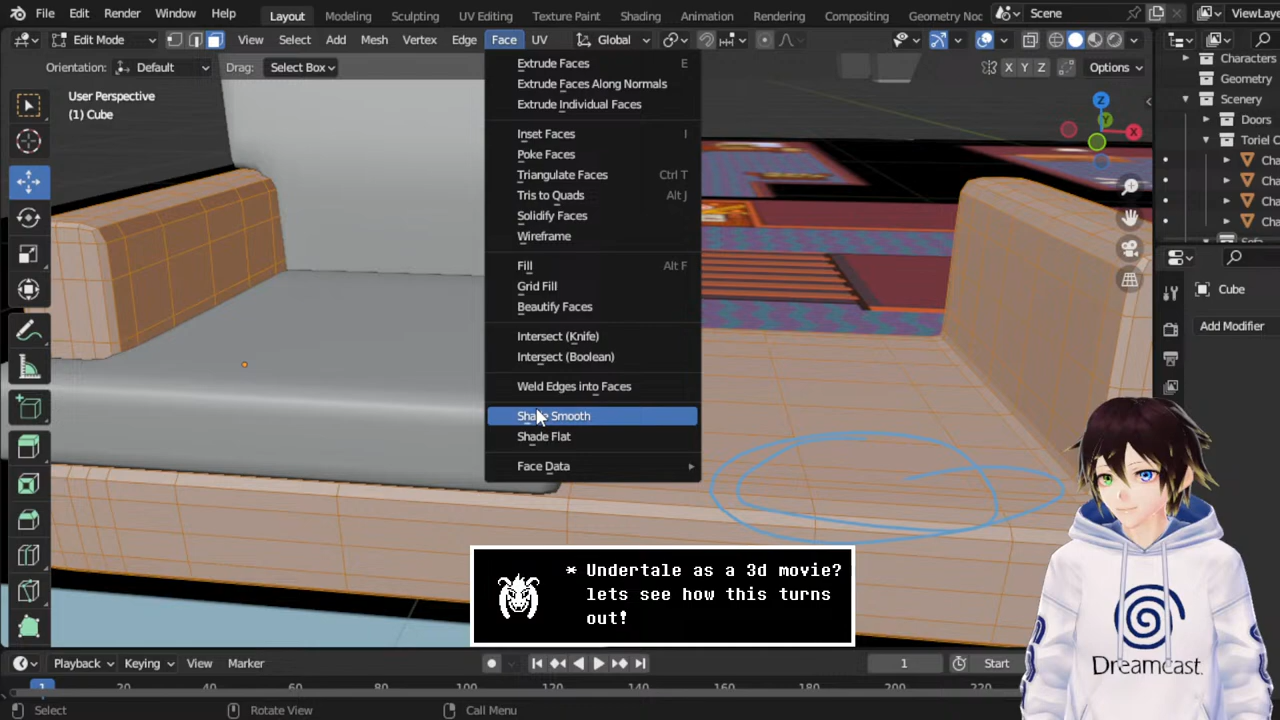 File Edit Render Window Help Layout Modeling Sculpting UV Editing Texture Paint Shading Animation Rendering Compositing Geometry Noc Scene ViewLaye
Edit Mode View Select Add Mesh Vertex Edge Face UV Global
Orientation: Default Drag: Select Box X Y Z Options
User Perspective
(1) Cube
Extrude Faces E
Extrude Faces Along Normals
Extrude Individual Faces
Inset Faces I
Poke Faces
Triangulate Faces Ctrl T
Tris to Quads Alt J
Solidify Faces
Wireframe
Fill Alt F
Grid Fill
Beautify Faces
Intersect (Knife)
Intersect (Boolean)
Weld Edges into Faces
Shade Smooth
Shade Flat
Face Data
Z
Y
X
Characters
Geometry
Scenery
Doors
Toriel C
Cha
Cha
Cha
Cha
Sofa
Cube
Add Modifier
* Undertale as a 3d movie?
lets see how this turns
out!
Dreamcast.
Playback Keying View Marker 1 Start
1 20 40 60 80 100 120 140 160 180 200 220
Select Rotate View Call Menu